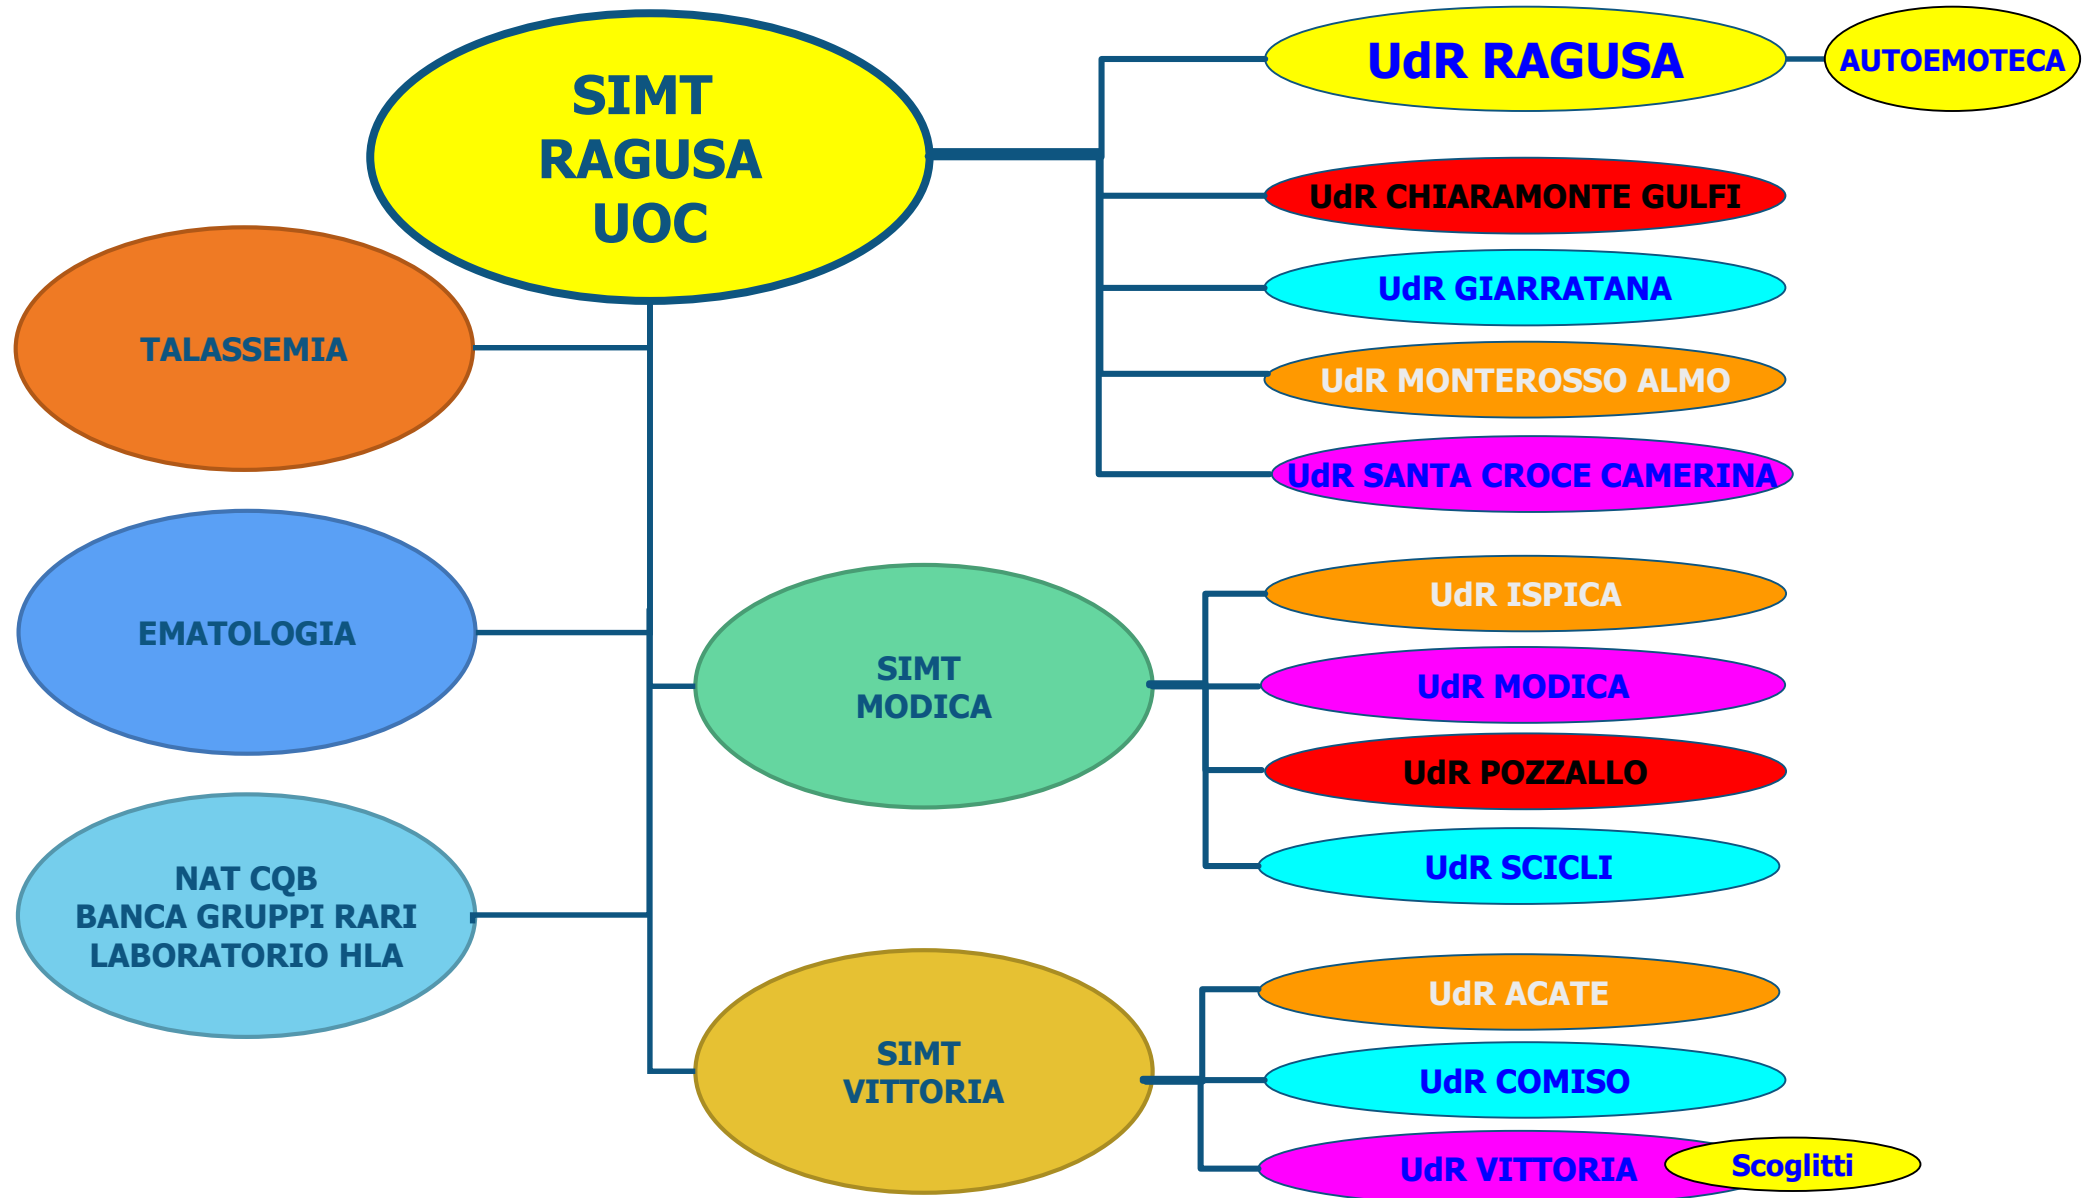 SIMT
RAGUSA
UOC
UdR RAGUSA
AUTOEMOTECA
UdR CHIARAMONTE GULFI
UdR GIARRATANA
UdR MONTEROSSO ALMO
UdR SANTA CROCE CAMERINA
TALASSEMIA
EMATOLOGIA
NAT CQB
BANCA GRUPPI RARI
LABORATORIO HLA
SIMT
MODICA
UdR ISPICA
UdR MODICA
UdR POZZALLO
UdR SCICLI
SIMT
VITTORIA
UdR ACATE
UdR COMISO
UdR VITTORIA
Scoglitti